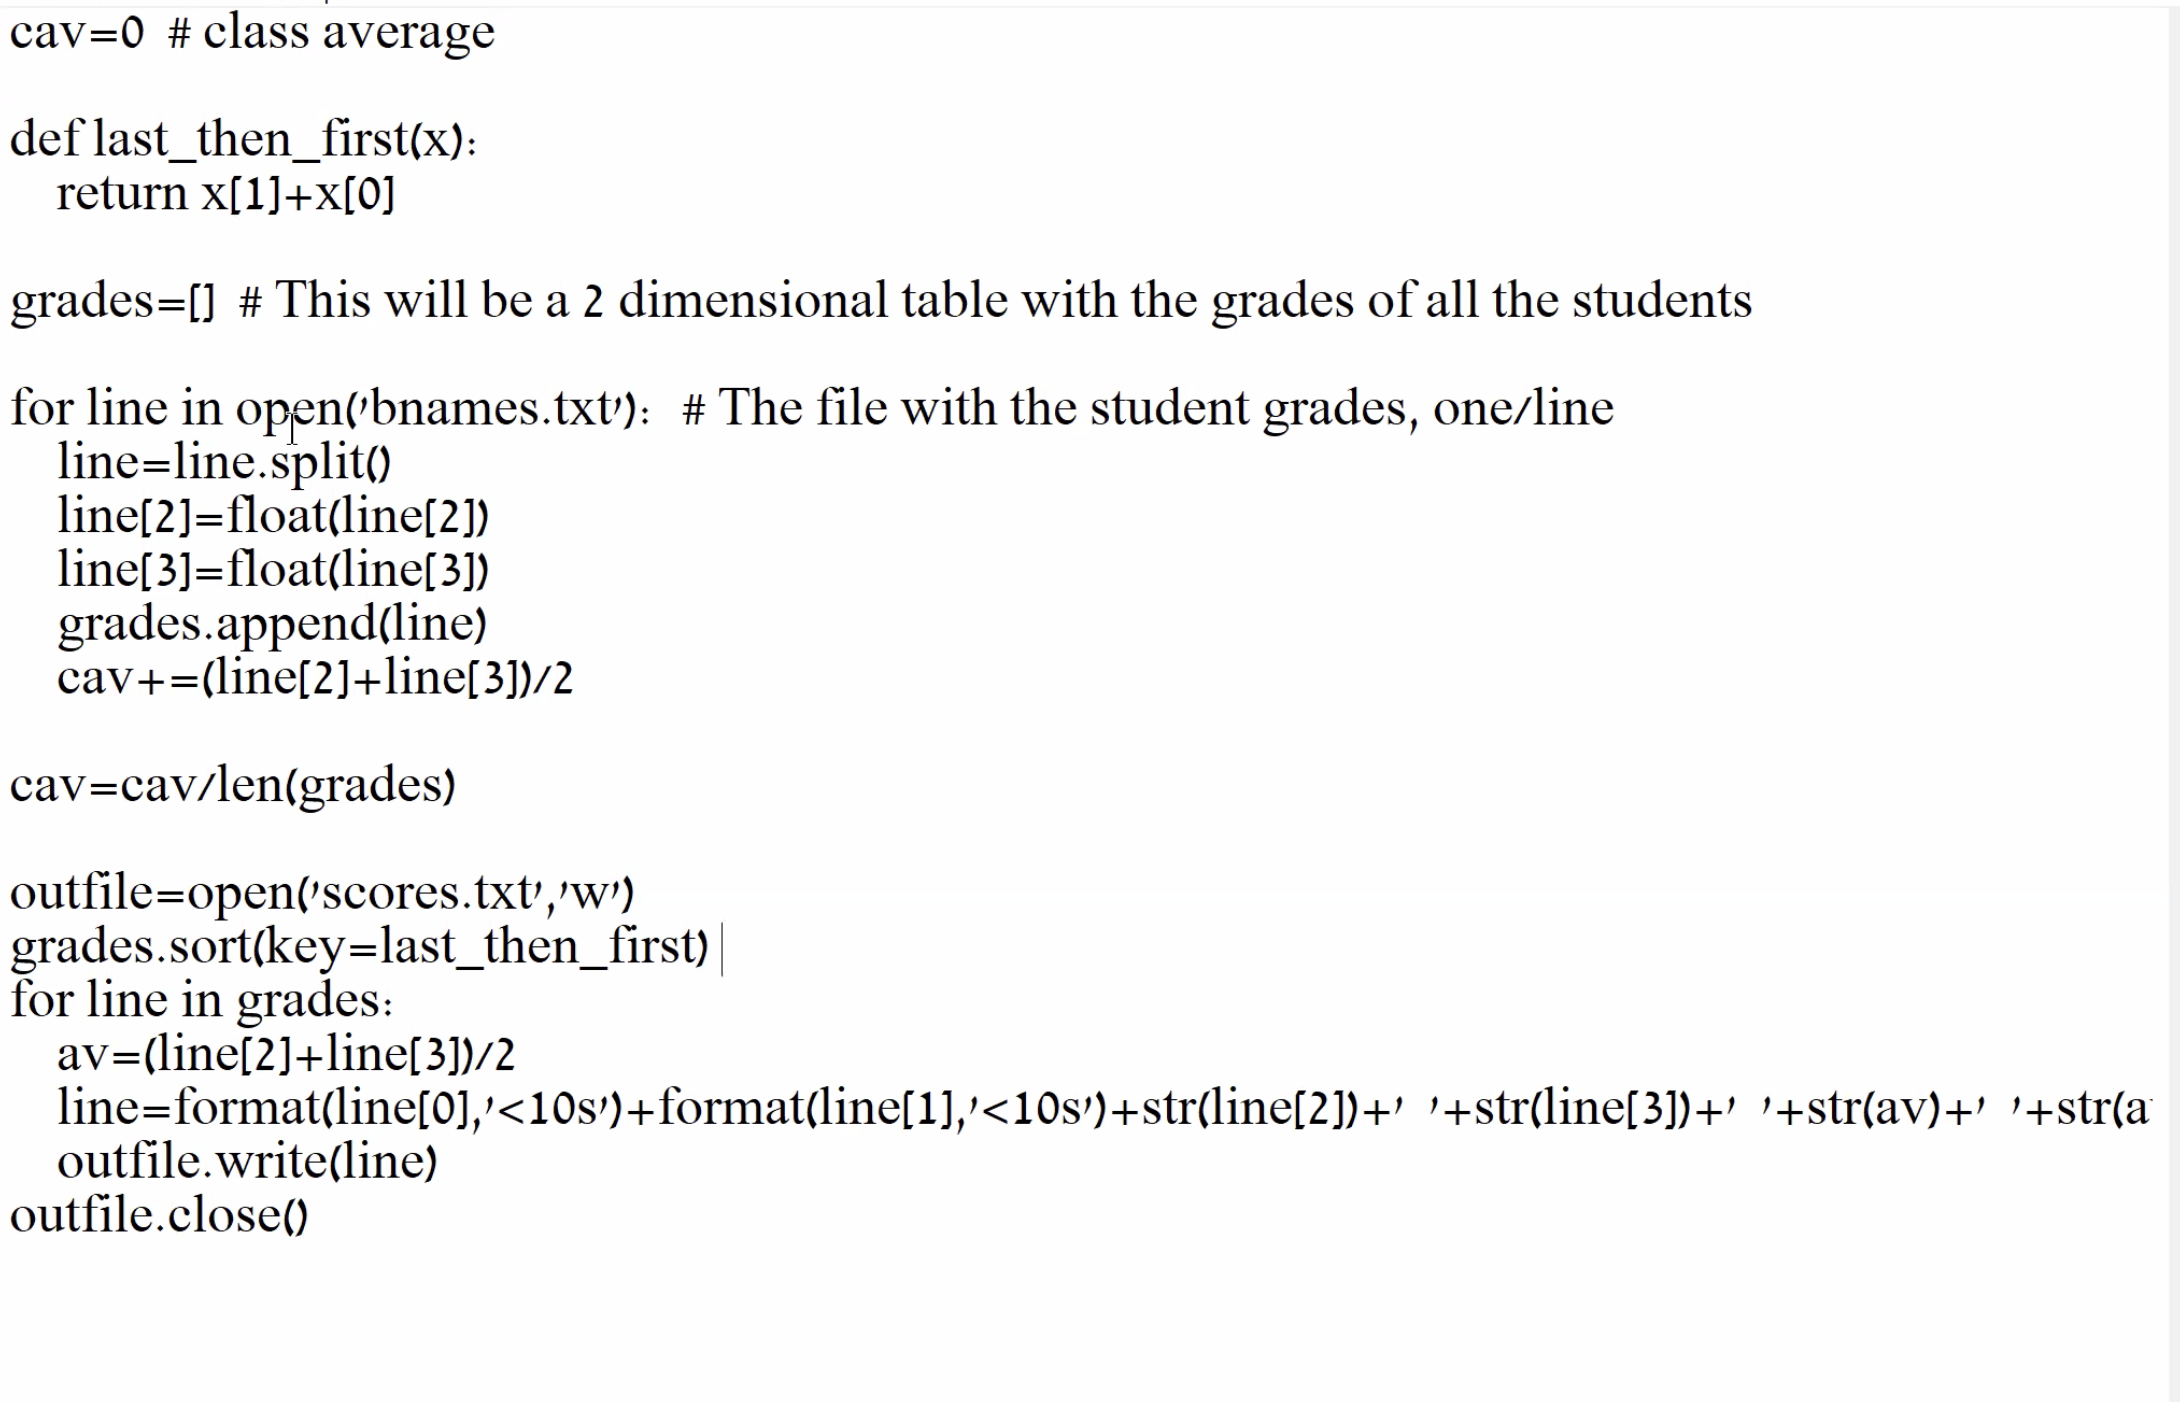 cav=0  # class average
def last_then_first(x):
    return x[1]+x[0]
grades=[]  # This will be a 2 dimensional table with the grades of all the students
for line in open('bnames.txt'):  # The file with the student grades, one/line
    line=line.split()
    line[2]=float(line[2])
    line[3]=float(line[3])
    grades.append(line)
    cav+=(line[2]+line[3])/2
cav=cav/len(grades)
outfile=open('scores.txt','w')
grades.sort(key=last_then_first)
for line in grades:
    av=(line[2]+line[3])/2
    line=format(line[0],'<10s')+format(line[1],'<10s')+str(line[2])+'  '+str(line[3])+'  '+str(av)+'  '+str(a
    outfile.write(line)
outfile.close()